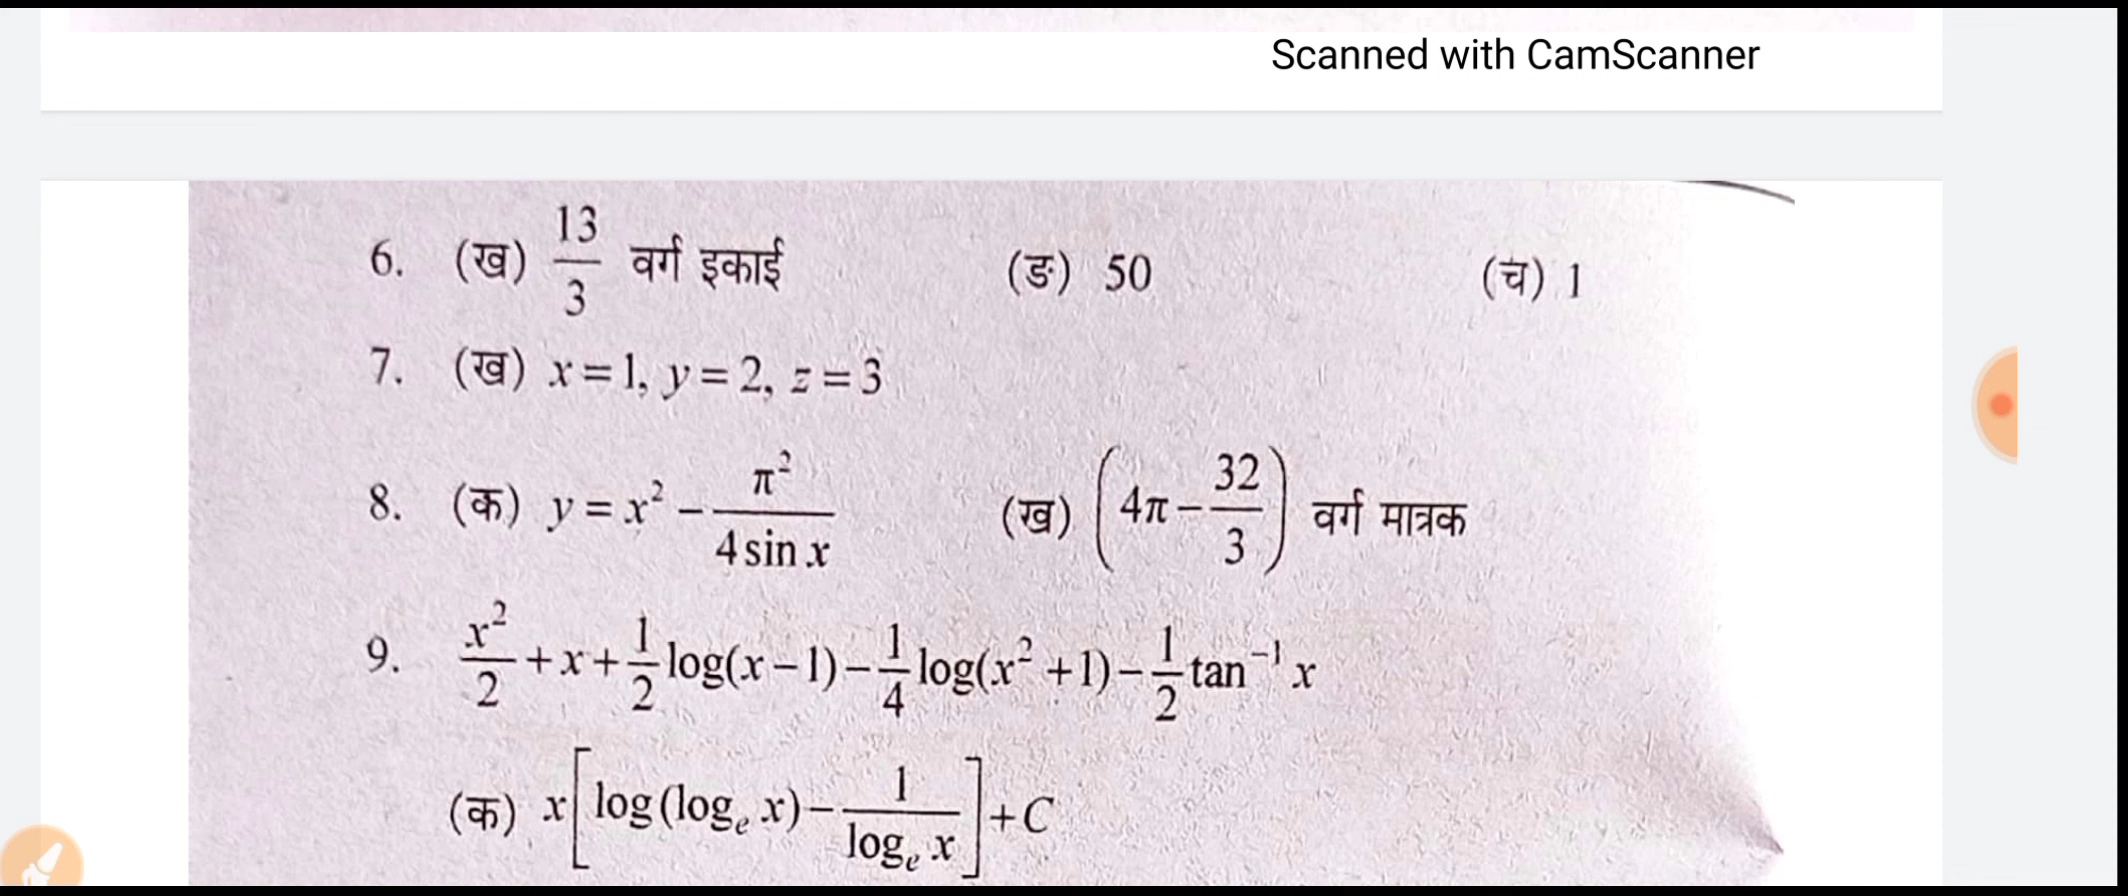 Scanned with CamScanner
6. (ख) 13/3 वर्ग इकाई (ङ) 50 (च) 1
7. (ख) x = 1, y = 2, z = 3
8. (क) y = x² − π²/(4 sin x) (ख) (4π − 32/3) वर्ग मात्रक
9. x²/2 + x + 1/2 log(x − 1) − 1/4 log(x² + 1) − 1/2 tan⁻¹ x
(क) x[log(logₑ x) − 1/(logₑ x)] + C